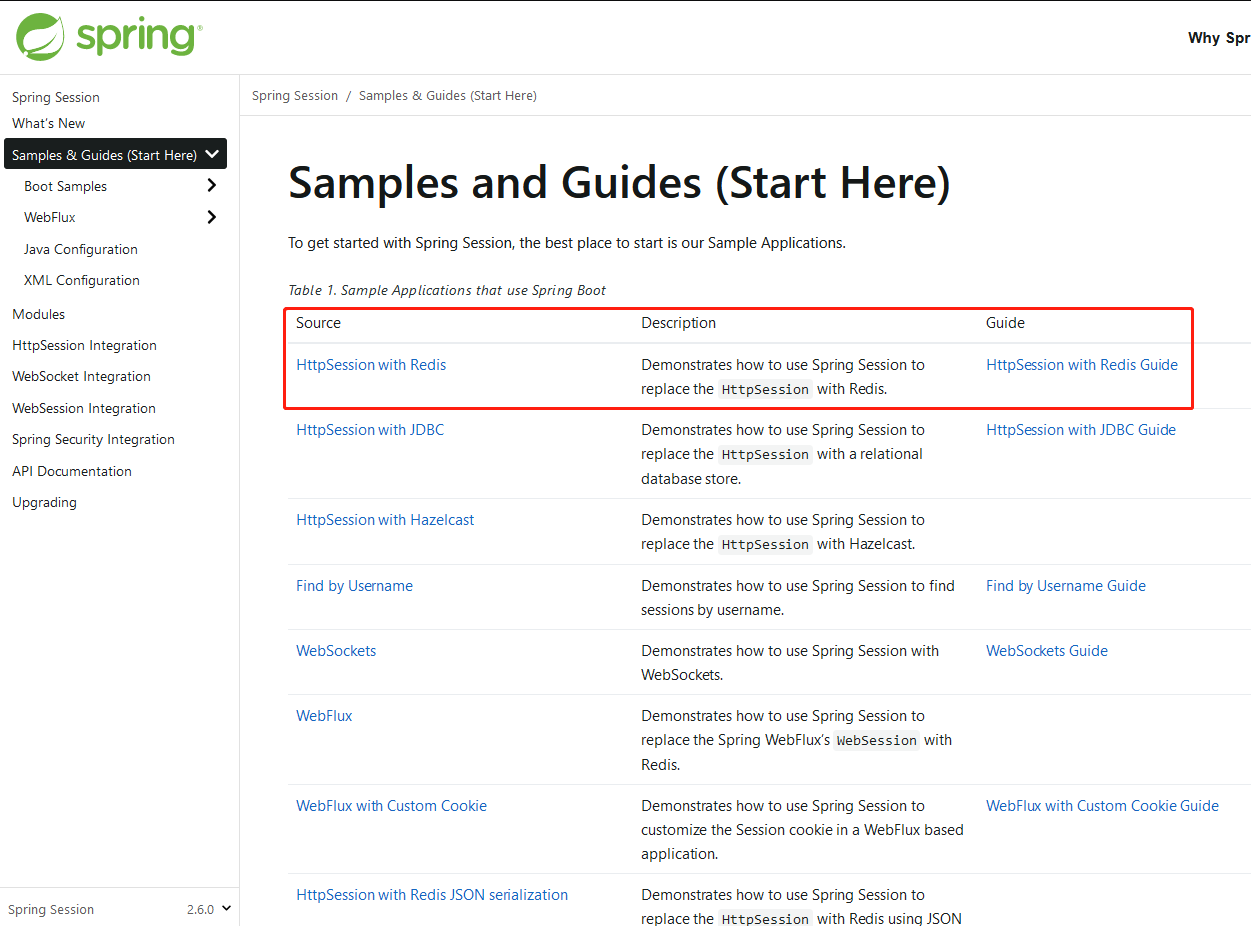 spring
Why Spr
Spring Session
What's New
Samples & Guides (Start Here)
Boot Samples
WebFlux
Java Configuration
XML Configuration
Modules
HttpSession Integration
WebSocket Integration
WebSession Integration
Spring Security Integration
API Documentation
Upgrading
Spring Session 2.6.0
Spring Session / Samples & Guides (Start Here)
Samples and Guides (Start Here)
To get started with Spring Session, the best place to start is our Sample Applications.
Table 1. Sample Applications that use Spring Boot
Source Description Guide
HttpSession with Redis
Demonstrates how to use Spring Session to
replace the HttpSession with Redis.
HttpSession with Redis Guide
HttpSession with JDBC
Demonstrates how to use Spring Session to
replace the HttpSession with a relational
database store.
HttpSession with JDBC Guide
HttpSession with Hazelcast
Demonstrates how to use Spring Session to
replace the HttpSession with Hazelcast.
Find by Username
Demonstrates how to use Spring Session to find
sessions by username.
Find by Username Guide
WebSockets
Demonstrates how to use Spring Session with
WebSockets.
WebSockets Guide
WebFlux
Demonstrates how to use Spring Session to
replace the Spring WebFlux's WebSession with
Redis.
WebFlux with Custom Cookie
Demonstrates how to use Spring Session to
customize the Session cookie in a WebFlux based
application.
WebFlux with Custom Cookie Guide
HttpSession with Redis JSON serialization
Demonstrates how to use Spring Session to
replace the HttpSession with Redis using JSON